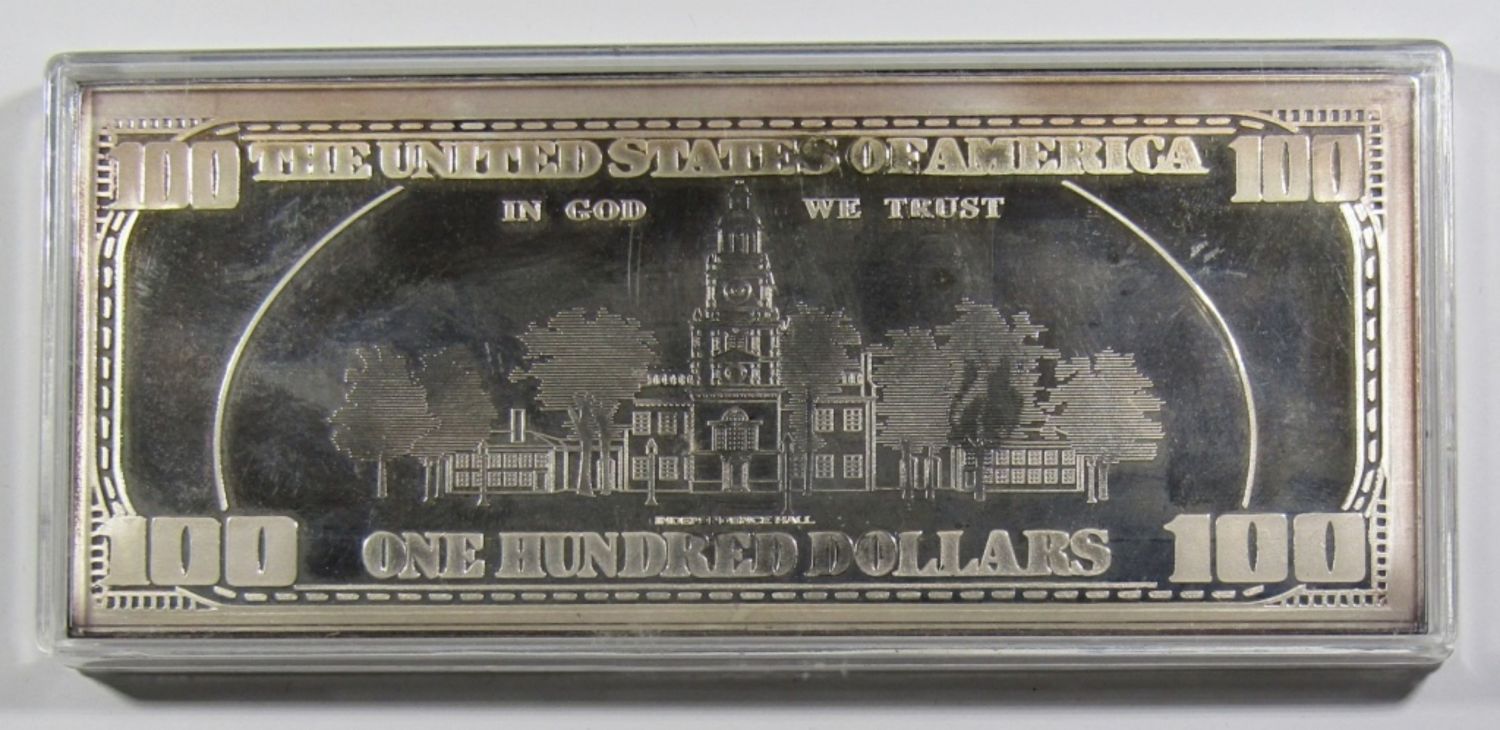 100 THE UNITED STATES OF AMERICA 100
IN GOD WE TRUST
INDEPENDENCE HALL
100 ONE HUNDRED DOLLARS 100